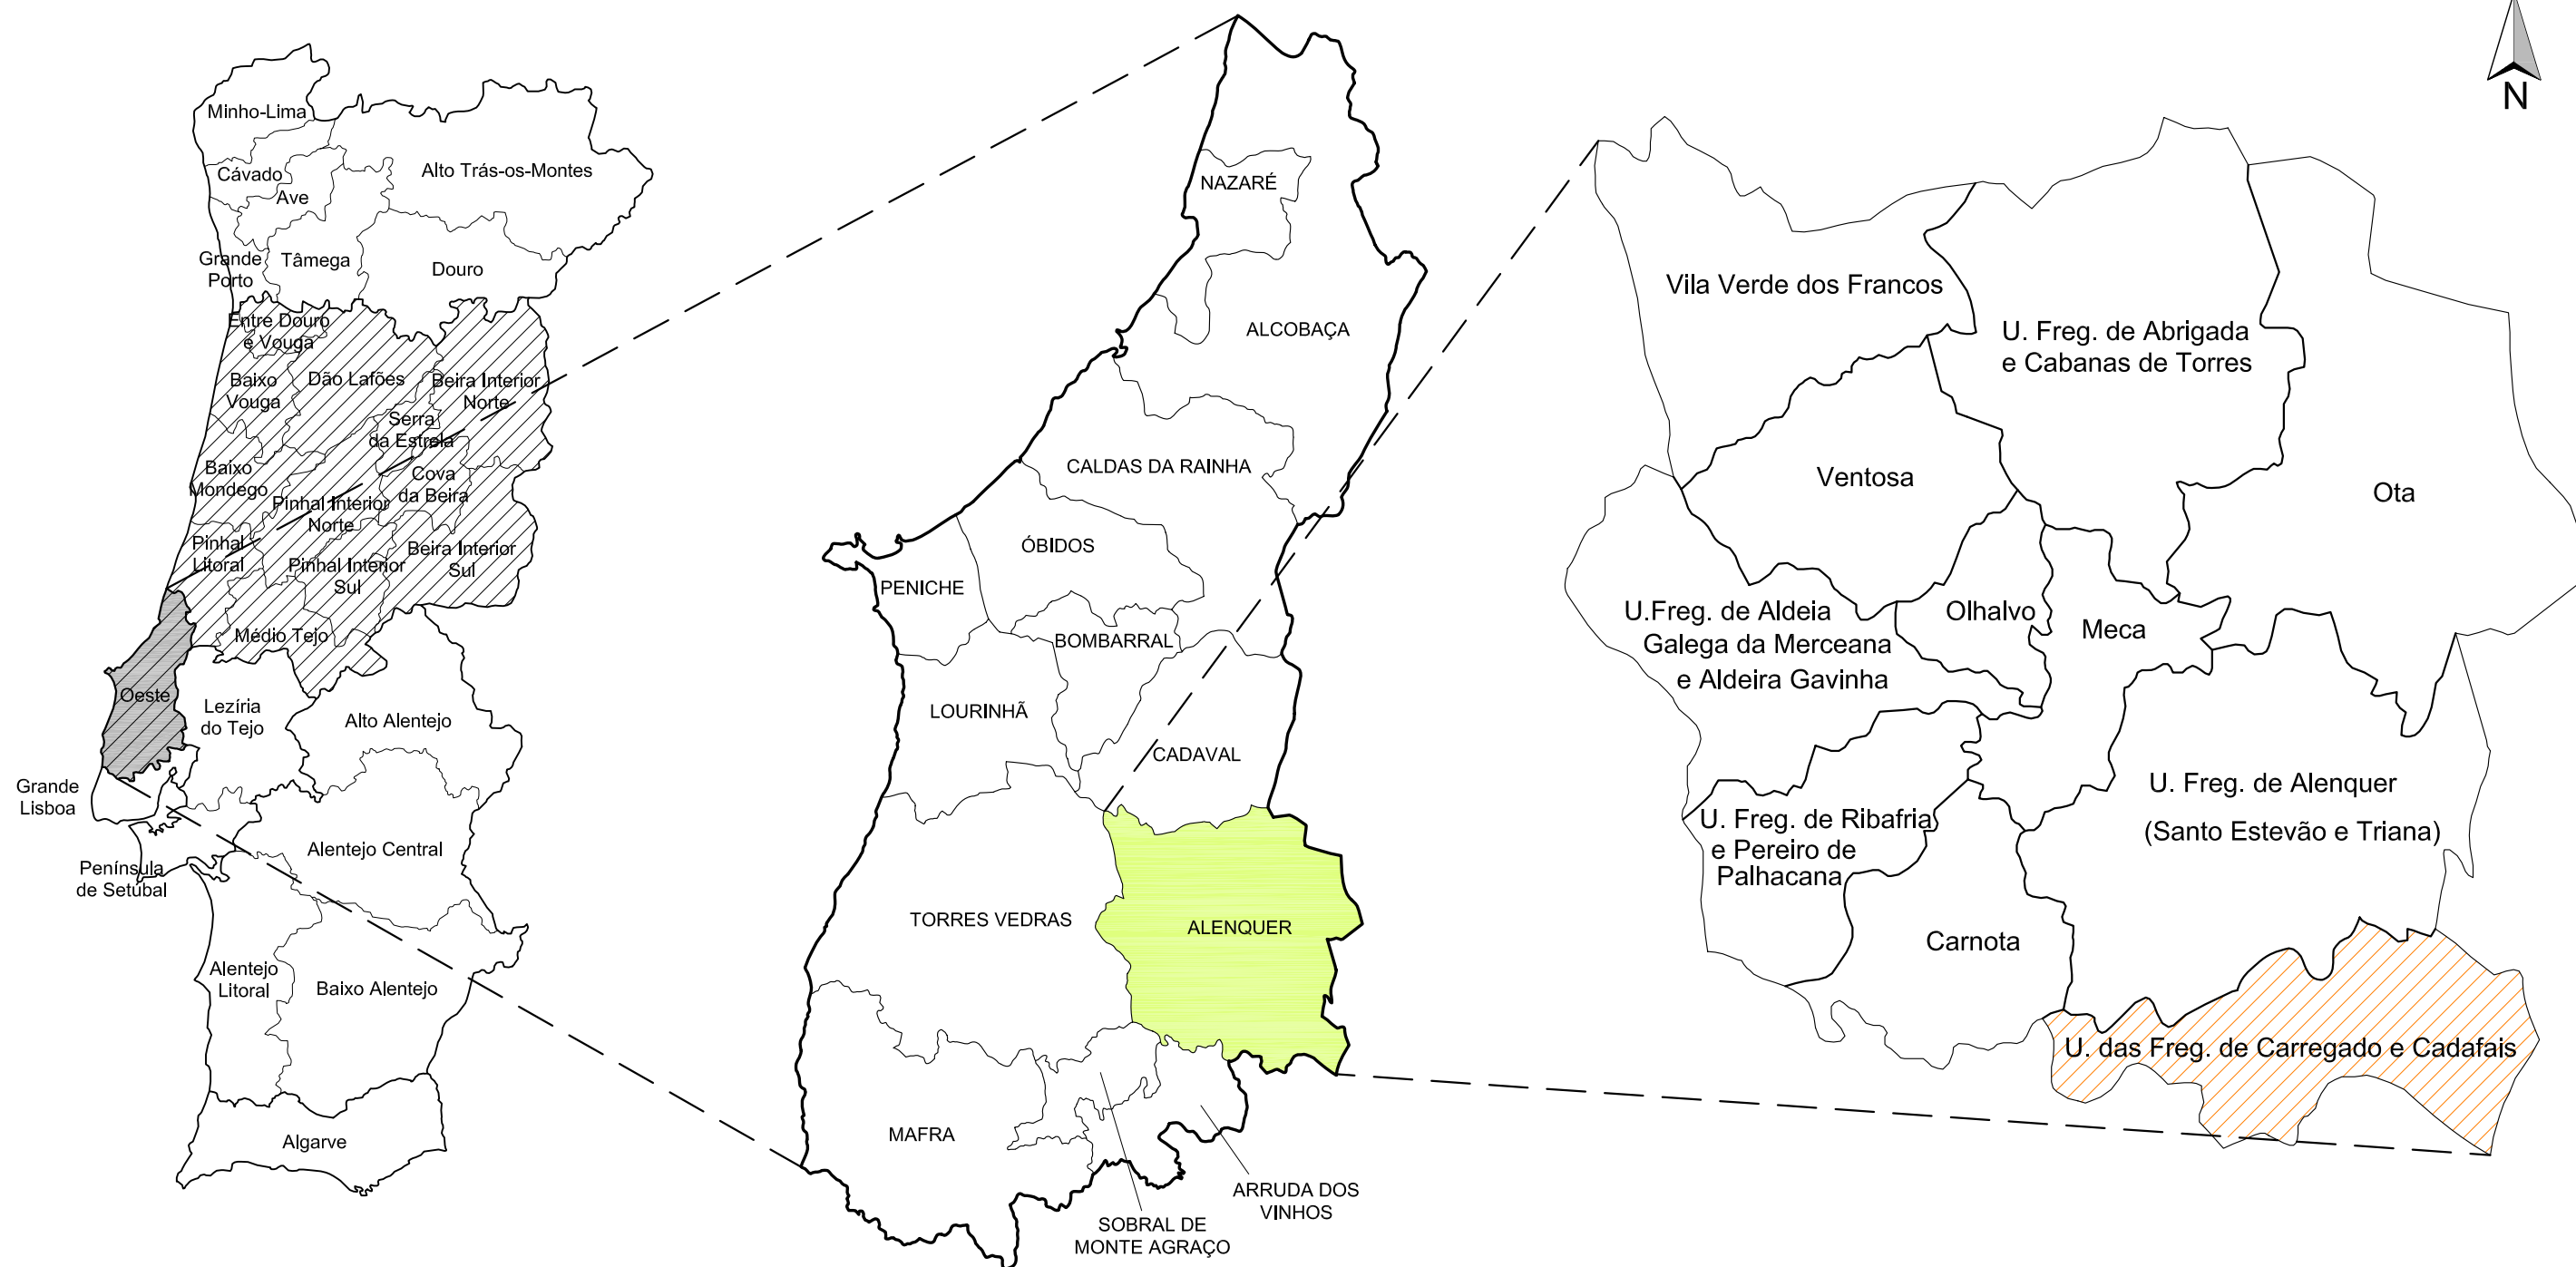 Minho-Lima
Cávado
Ave
Alto Trás-os-Montes
Grande
Porto
Tâmega
Douro
Entre Douro
e Vouga
Baixo
Vouga
Dão Lafões
Beira Interior
Norte
Serra
da Estrela
Baixo
Mondego
Cova
da Beira
Pinhal Interior
Norte
Pinhal
Litoral
Pinhal Interior
Sul
Beira Interior
Sul
Médio Tejo
Oeste
Lezíria
do Tejo
Alto Alentejo
Grande
Lisboa
Península
de Setúbal
Alentejo Central
Alentejo
Litoral
Baixo Alentejo
Algarve
NAZARÉ
ALCOBAÇA
CALDAS DA RAINHA
ÓBIDOS
PENICHE
BOMBARRAL
LOURINHÃ
CADAVAL
TORRES VEDRAS
ALENQUER
MAFRA
ARRUDA DOS
VINHOS
SOBRAL DE
MONTE AGRAÇO
N
Vila Verde dos Francos
U. Freg. de Abrigada
e Cabanas de Torres
Ventosa
Ota
U.Freg. de Aldeia
Galega da Merceana
e Aldeira Gavinha
Olhalvo
Meca
U. Freg. de Ribafria
e Pereiro de
Palhacana
U. Freg. de Alenquer
(Santo Estevão e Triana)
Carnota
U. das Freg. de Carregado e Cadafais